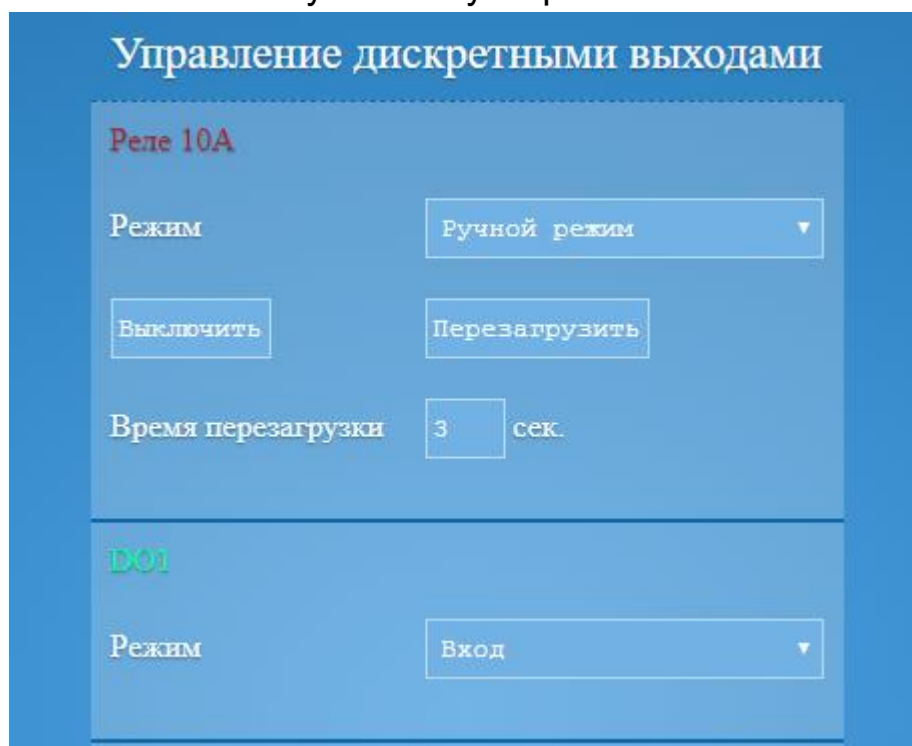 Управление дискретными выходами
Реле 10А
Режим Ручной режим
Выключить Перезагрузить
Время перезагрузки 3 сек.
DO1
Режим Вход